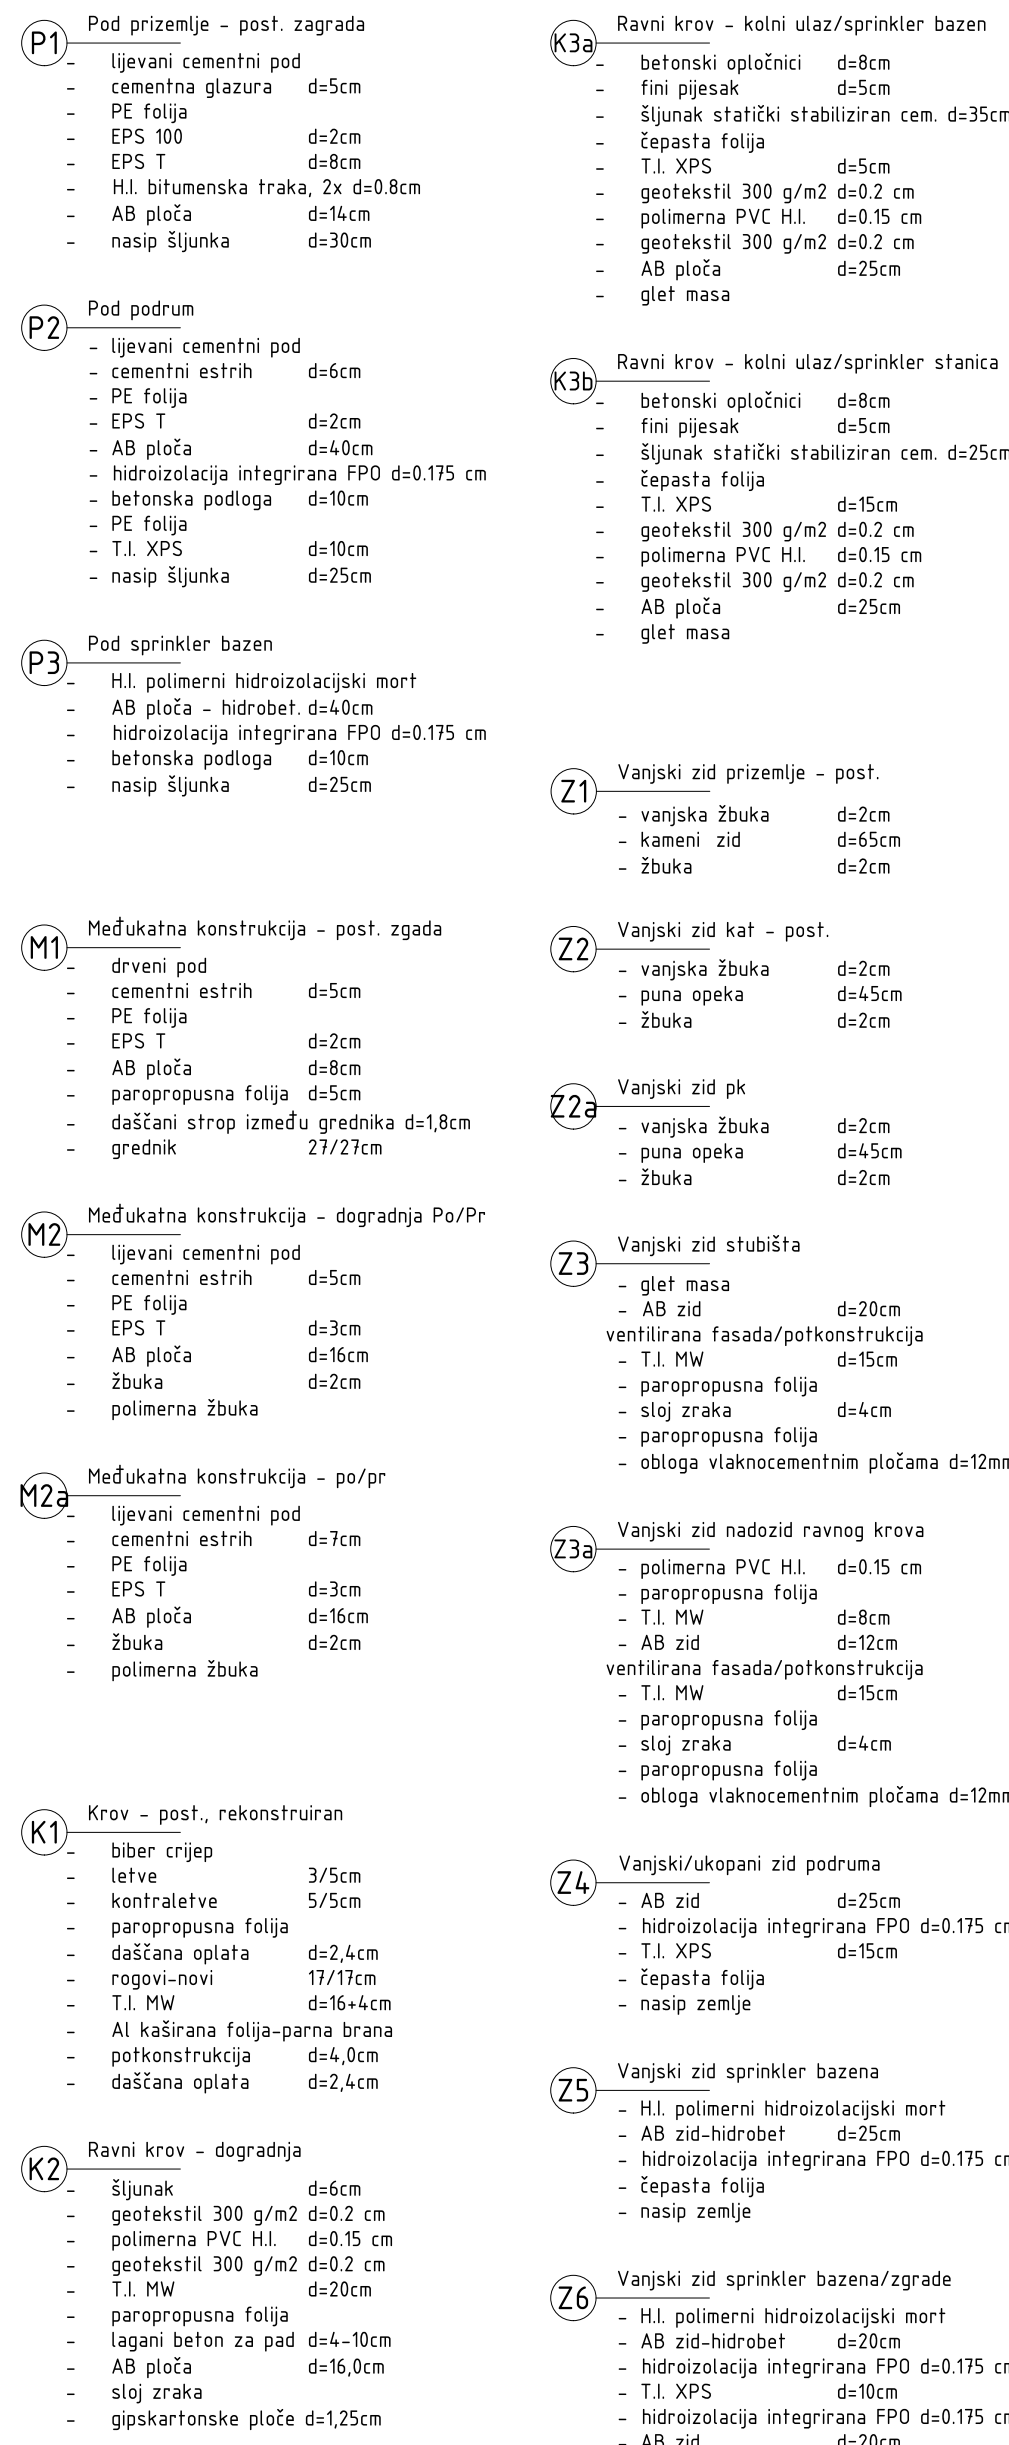 P1 Pod prizemlje - post. zagrada
- lijevani cementni pod
- cementna glazura d=5cm
- PE folija
- EPS 100 d=2cm
- EPS T d=8cm
- H.I. bitumenska traka, 2x d=0.8cm
- AB ploča d=14cm
- nasip šljunka d=30cm
P2 Pod podrum
- lijevani cementni pod
- cementni estrih d=6cm
- PE folija
- EPS T d=2cm
- AB ploča d=40cm
- hidroizolacija integrirana FPO d=0.175 cm
- betonska podloga d=10cm
- PE folija
- T.I. XPS d=10cm
- nasip šljunka d=25cm
P3 Pod sprinkler bazen
- H.I. polimerni hidroizolacijski mort
- AB ploča - hidrobet. d=40cm
- hidroizolacija integrirana FPO d=0.175 cm
- betonska podloga d=10cm
- nasip šljunka d=25cm
M1 Međukatna konstrukcija - post. zgada
- drveni pod
- cementni estrih d=5cm
- PE folija
- EPS T d=2cm
- AB ploča d=8cm
- paropropusna folija d=5cm
- daščani strop između grednika d=1,8cm
- grednik 27/27cm
M2 Međukatna konstrukcija - dogradnja Po/Pr
- lijevani cementni pod
- cementni estrih d=5cm
- PE folija
- EPS T d=3cm
- AB ploča d=16cm
- žbuka d=2cm
- polimerna žbuka
M2a Međukatna konstrukcija - po/pr
- lijevani cementni pod
- cementni estrih d=7cm
- PE folija
- EPS T d=3cm
- AB ploča d=16cm
- žbuka d=2cm
- polimerna žbuka
K1 Krov - post., rekonstruiran
- biber crijep
- letve 3/5cm
- kontraletve 5/5cm
- paropropusna folija
- daščana oplata d=2,4cm
- rogovi-novi 17/17cm
- T.I. MW d=16+4cm
- Al kaširana folija-parna brana
- potkonstrukcija d=4,0cm
- daščana oplata d=2,4cm
K2 Ravni krov - dogradnja
- šljunak d=6cm
- geotekstil 300 g/m2 d=0.2 cm
- polimerna PVC H.I. d=0.15 cm
- geotekstil 300 g/m2 d=0.2 cm
- T.I. MW d=20cm
- paropropusna folija
- lagani beton za pad d=4-10cm
- AB ploča d=16,0cm
- sloj zraka
- gipskartonske ploče d=1,25cm
K3a Ravni krov - kolni ulaz/sprinkler bazen
- betonski opločnici d=8cm
- fini pijesak d=5cm
- šljunak statički stabiliziran cem. d=35cm
- čepasta folija
- T.I. XPS d=5cm
- geotekstil 300 g/m2 d=0.2 cm
- polimerna PVC H.I. d=0.15 cm
- geotekstil 300 g/m2 d=0.2 cm
- AB ploča d=25cm
- glet masa
K3b Ravni krov - kolni ulaz/sprinkler stanica
- betonski opločnici d=8cm
- fini pijesak d=5cm
- šljunak statički stabiliziran cem. d=25cm
- čepasta folija
- T.I. XPS d=15cm
- geotekstil 300 g/m2 d=0.2 cm
- polimerna PVC H.I. d=0.15 cm
- geotekstil 300 g/m2 d=0.2 cm
- AB ploča d=25cm
- glet masa
Z1 Vanjski zid prizemlje - post.
- vanjska žbuka d=2cm
- kameni zid d=65cm
- žbuka d=2cm
Z2 Vanjski zid kat - post.
- vanjska žbuka d=2cm
- puna opeka d=45cm
- žbuka d=2cm
Z2a Vanjski zid pk
- vanjska žbuka d=2cm
- puna opeka d=45cm
- žbuka d=2cm
Z3 Vanjski zid stubišta
- glet masa
- AB zid d=20cm
ventilirana fasada/potkonstrukcija
- T.I. MW d=15cm
- paropropusna folija
- sloj zraka d=4cm
- paropropusna folija
- obloga vlaknocementnim pločama d=12mm
Z3a Vanjski zid nadozid ravnog krova
- polimerna PVC H.I. d=0.15 cm
- paropropusna folija
- T.I. MW d=8cm
- AB zid d=12cm
ventilirana fasada/potkonstrukcija
- T.I. MW d=15cm
- paropropusna folija
- sloj zraka d=4cm
- paropropusna folija
- obloga vlaknocementnim pločama d=12mm
Z4 Vanjski/ukopani zid podruma
- AB zid d=25cm
- hidroizolacija integrirana FPO d=0.175 cm
- T.I. XPS d=15cm
- čepasta folija
- nasip zemlje
Z5 Vanjski zid sprinkler bazena
- H.I. polimerni hidroizolacijski mort
- AB zid-hidrobet d=25cm
- hidroizolacija integrirana FPO d=0.175 cm
- čepasta folija
- nasip zemlje
Z6 Vanjski zid sprinkler bazena/zgrade
- H.I. polimerni hidroizolacijski mort
- AB zid-hidrobet d=20cm
- hidroizolacija integrirana FPO d=0.175 cm
- T.I. XPS d=10cm
- hidroizolacija integrirana FPO d=0.175 cm
- AB zid d=20cm